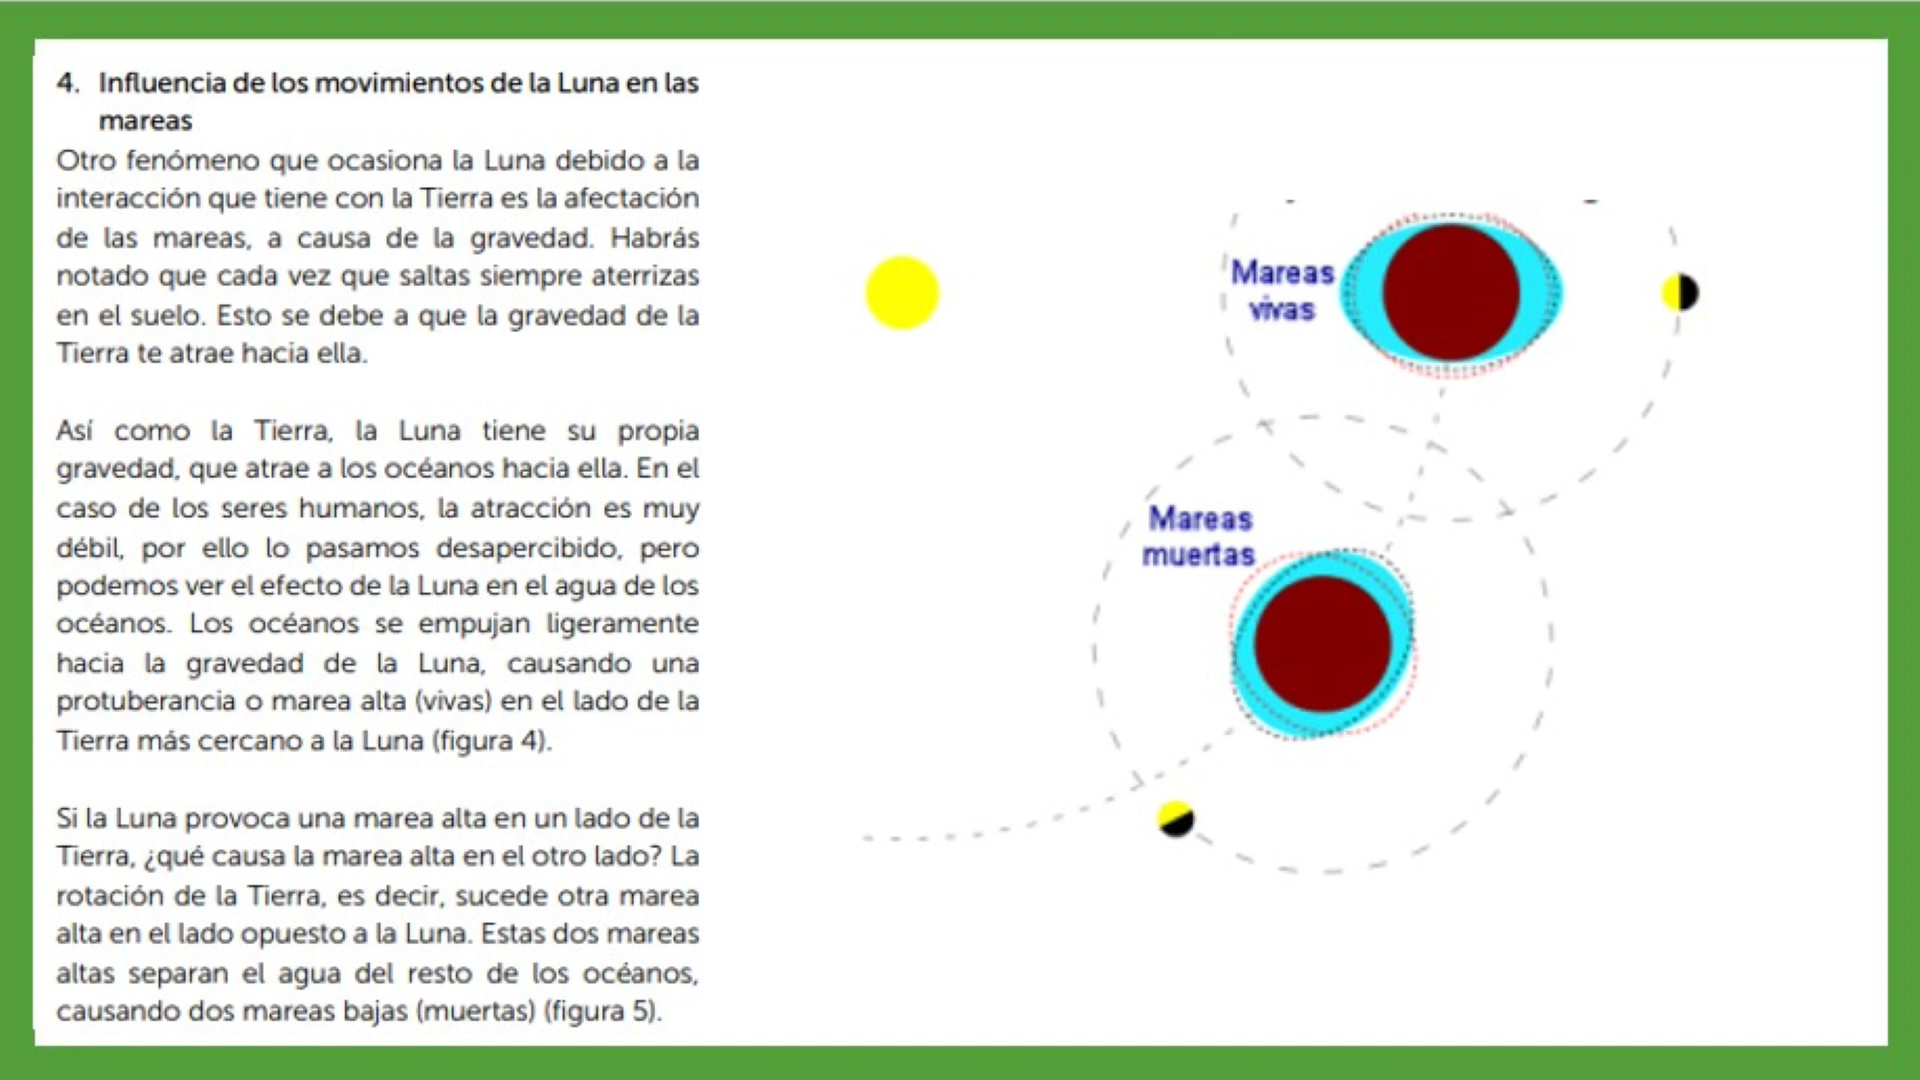 4. Influencia de los movimientos de la Luna en las
mareas
Otro fenómeno que ocasiona la Luna debido a la
interacción que tiene con la Tierra es la afectación
de las mareas, a causa de la gravedad. Habrás
notado que cada vez que saltas siempre aterrizas
en el suelo. Esto se debe a que la gravedad de la
Tierra te atrae hacia ella.
Así como la Tierra, la Luna tiene su propia
gravedad, que atrae a los océanos hacia ella. En el
caso de los seres humanos, la atracción es muy
débil, por ello lo pasamos desapercibido, pero
podemos ver el efecto de la Luna en el agua de los
océanos. Los océanos se empujan ligeramente
hacia la gravedad de la Luna, causando una
protuberancia o marea alta (vivas) en el lado de la
Tierra más cercano a la Luna (figura 4).
Si la Luna provoca una marea alta en un lado de la
Tierra, ¿qué causa la marea alta en el otro lado? La
rotación de la Tierra, es decir, sucede otra marea
alta en el lado opuesto a la Luna. Estas dos mareas
altas separan el agua del resto de los océanos,
causando dos mareas bajas (muertas) (figura 5).
Mareas
vivas
Mareas
muertas